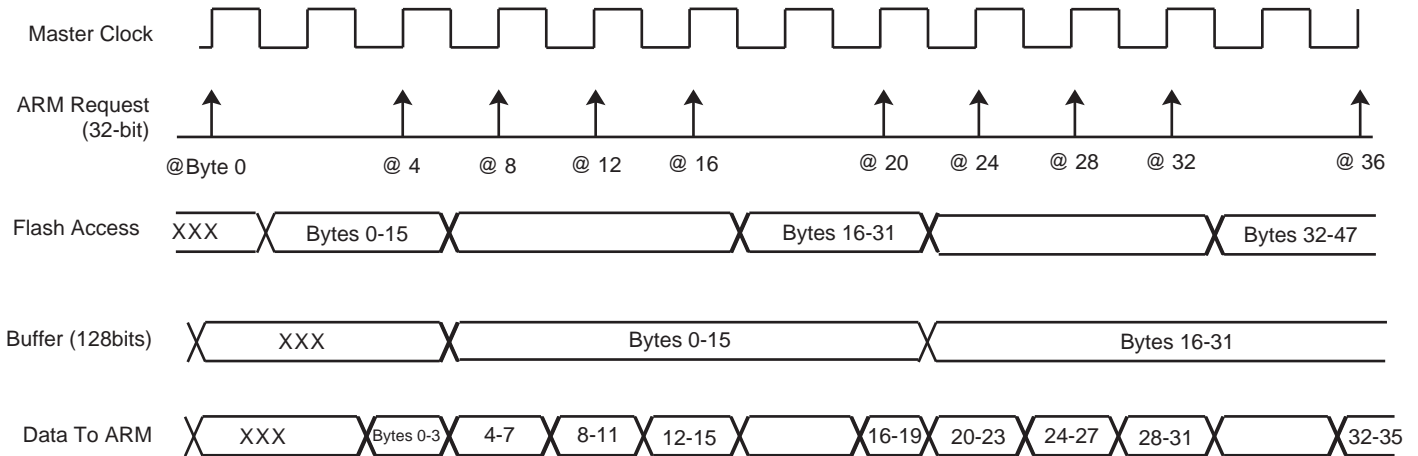 Master Clock
ARM Request
(32-bit)
@Byte 0 @ 4 @ 8 @ 12 @ 16 @ 20 @ 24 @ 28 @ 32 @ 36
Flash Access XXX Bytes 0-15 Bytes 16-31 Bytes 32-47
Buffer (128bits) XXX Bytes 0-15 Bytes 16-31
Data To ARM XXX Bytes 0-3 4-7 8-11 12-15 16-19 20-23 24-27 28-31 32-35